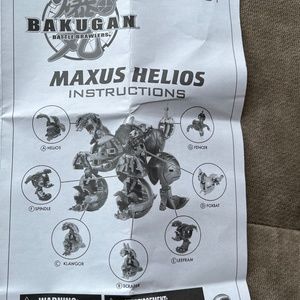 BAKUGAN
BATTLE BRAWLERS
MAXUS HELIOS
INSTRUCTIONS
A HELIOS
G FENCER
F SPINDLE
D FOXBAT
C KLAWGOR
E LEEFRAM
B SCRAPER
WARNING